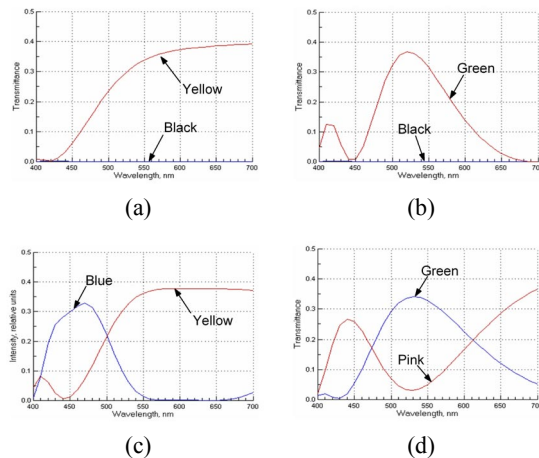 0.5
0.4
0.3
0.2
0.1
0.0
Transmittance
Yellow
Black
400 450 500 550 600 650 700
Wavelength, nm
(a)
0.5
0.4
0.3
0.2
0.1
0.0
Transmittance
Green
Black
400 450 500 550 600 650 700
Wavelength, nm
(b)
0.5
0.4
0.3
0.2
0.1
0.0
Intensity, relative units
Blue
Yellow
400 450 500 550 600 650 700
Wavelength, nm
(c)
0.5
0.4
0.3
0.2
0.1
0.0
Transmittance
Green
Pink
400 450 500 550 600 650 700
Wavelength, nm
(d)